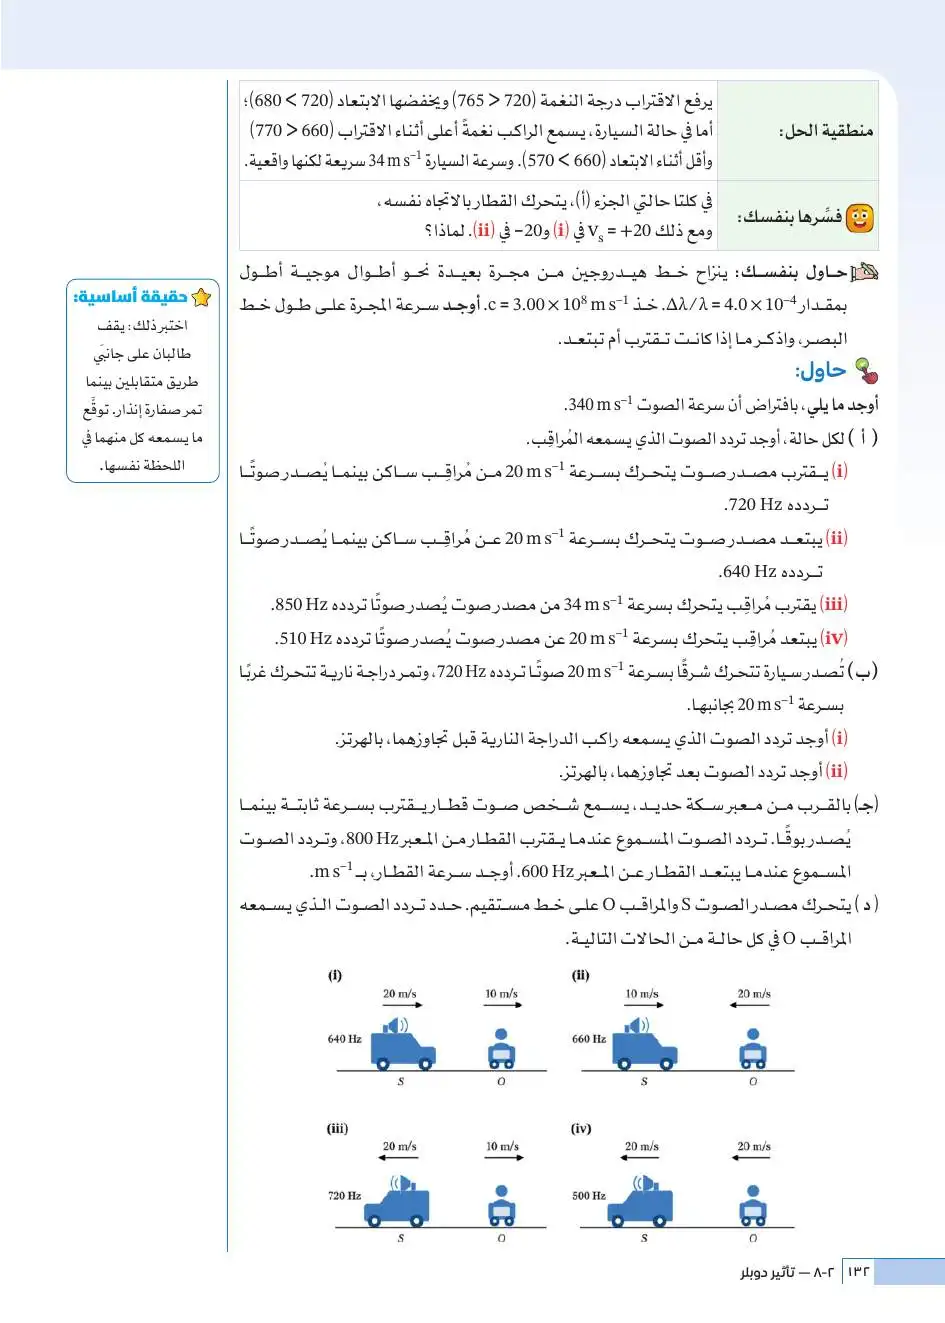 منطقية الحل:
يرفع الاقتراب درجة النغمة (720 < 765) ويخفضها الابتعاد (720 > 680)؛
أما في حالة السيارة، يسمع الراكب نغمةً أعلى أثناء الاقتراب (660 < 770)
وأقل أثناء الابتعاد (660 > 570). وسرعة السيارة 34 m s⁻¹ سريعة لكنها واقعية.
فسِّرها بنفسك:
في كلتا حالتي الجزء (أ)، يتحرك القطار بالاتجاه نفسه،
ومع ذلك vₛ = +20 في (i) و20− في (ii). لماذا؟
حاول بنفسك: ينزاح خط هيدروجين من مجرة بعيدة نحو أطوال موجية أطول
بمقدار Δλ/λ = 4.0 × 10⁻⁴. خذ c = 3.00 × 10⁸ m s⁻¹. أوجد سرعة المجرة على طول خط
البصر، واذكر ما إذا كانت تقترب أم تبتعد.
حقيقة أساسية:
اختبر ذلك: يقف
طالبان على جانبَي
طريق متقابلين بينما
تمر صفارة إنذار. توقَّع
ما يسمعه كل منهما في
اللحظة نفسها.
حاول:
أوجد ما يلي، بافتراض أن سرعة الصوت 340 m s⁻¹.
(أ) لكل حالة، أوجد تردد الصوت الذي يسمعه المُراقِب.
(i) يقترب مصدر صوت يتحرك بسرعة 20 m s⁻¹ من مُراقِب ساكن بينما يُصدر صوتًا
تردده 720 Hz.
(ii) يبتعد مصدر صوت يتحرك بسرعة 20 m s⁻¹ عن مُراقِب ساكن بينما يُصدر صوتًا
تردده 640 Hz.
(iii) يقترب مُراقِب يتحرك بسرعة 34 m s⁻¹ من مصدر صوت يُصدر صوتًا تردده 850 Hz.
(iv) يبتعد مُراقِب يتحرك بسرعة 20 m s⁻¹ عن مصدر صوت يُصدر صوتًا تردده 510 Hz.
(ب) تُصدر سيارة تتحرك شرقًا بسرعة 20 m s⁻¹ صوتًا تردده 720 Hz، وتمر دراجة نارية تتحرك غربًا
بسرعة 20 m s⁻¹ بجانبها.
(i) أوجد تردد الصوت الذي يسمعه راكب الدراجة النارية قبل تجاوزهما، بالهرتز.
(ii) أوجد تردد الصوت بعد تجاوزهما، بالهرتز.
(جـ) بالقرب من معبر سكة حديد، يسمع شخص صوت قطار يقترب بسرعة ثابتة بينما
يُصدر بوقًا. تردد الصوت المسموع عندما يقترب القطار من المعبر 800 Hz، وتردد الصوت
المسموع عندما يبتعد القطار عن المعبر 600 Hz. أوجد سرعة القطار، بـ m s⁻¹.
(د) يتحرك مصدر الصوت S والمراقب O على خط مستقيم. حدد تردد الصوت الذي يسمعه
المراقب O في كل حالة من الحالات التالية.
(i)
20 m/s 10 m/s
640 Hz
S O
(ii)
10 m/s 20 m/s
660 Hz
S O
(iii)
20 m/s 10 m/s
720 Hz
S O
(iv)
20 m/s 20 m/s
500 Hz
S O
١٣٢ ٢-٨ — تأثير دوبلر